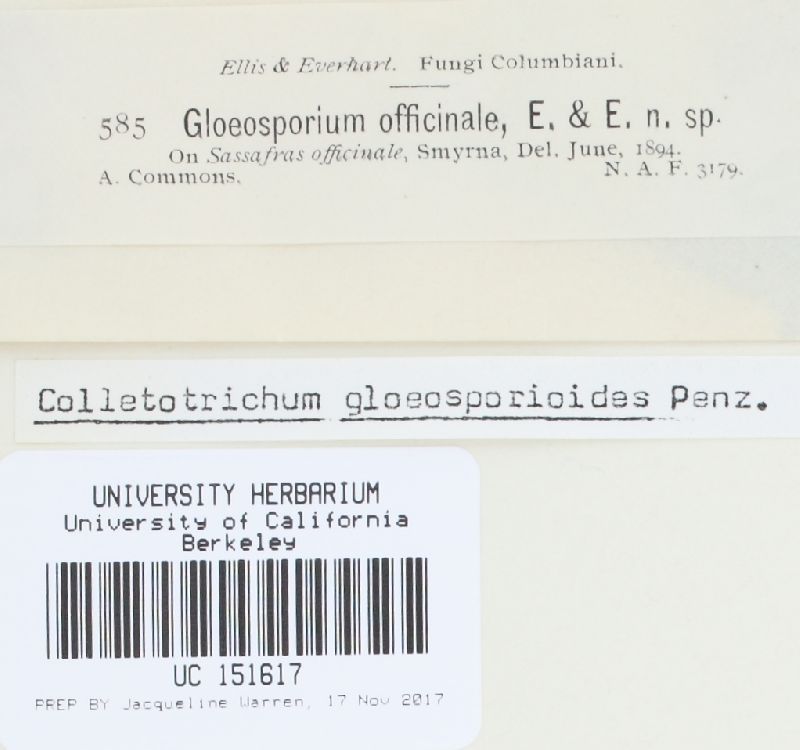 Ellis & Everhart. Fungi Columbiani.
585 Gloeosporium officinale, E. & E. n. sp.
On Sassafras officinale, Smyrna, Del. June, 1894.
A. Commons. N. A. F. 3179.
Colletotrichum gloeosporioides Penz.
UNIVERSITY HERBARIUM
University of California
Berkeley
UC 151617
PREP BY Jacqueline Warren, 17 Nov 2017